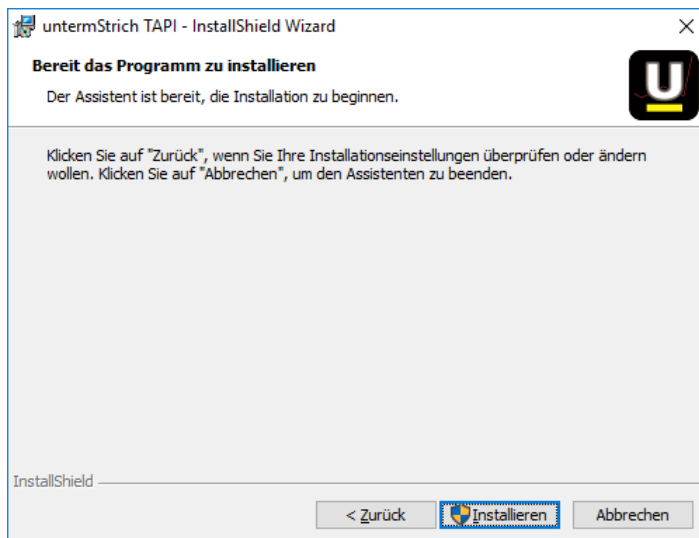 untermStrich TAPI - InstallShield Wizard
Bereit das Programm zu installieren
Der Assistent ist bereit, die Installation zu beginnen.
U
Klicken Sie auf "Zurück", wenn Sie Ihre Installationseinstellungen überprüfen oder ändern
wollen. Klicken Sie auf "Abbrechen", um den Assistenten zu beenden.
InstallShield
< Zurück Installieren Abbrechen